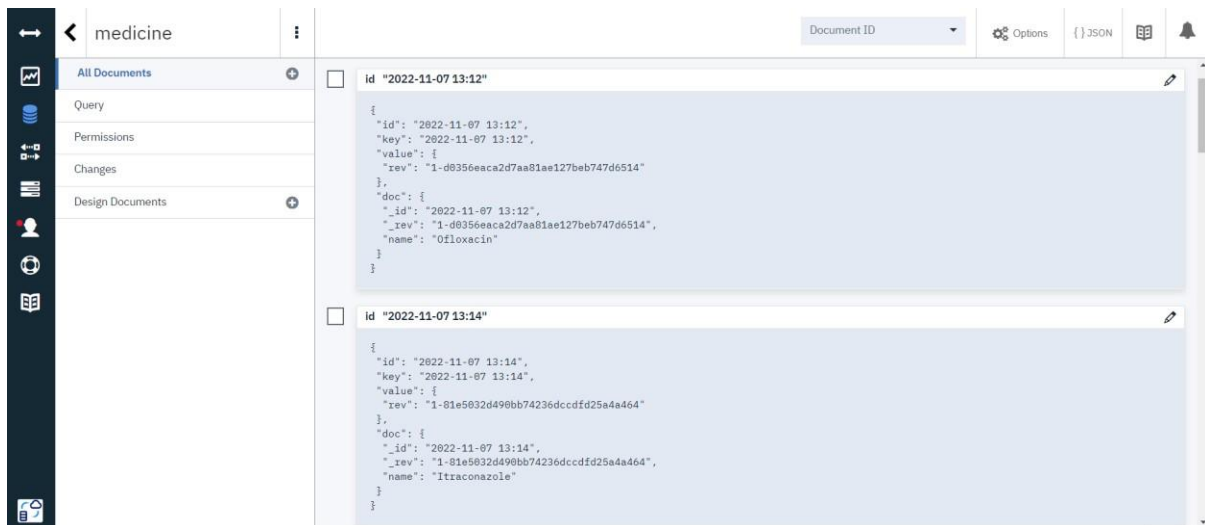 medicine
Document ID
Options
{ } JSON
All Documents
Query
Permissions
Changes
Design Documents
id "2022-11-07 13:12"
{
"id": "2022-11-07 13:12",
"key": "2022-11-07 13:12",
"value": {
"rev": "1-d0356eaca2d7aa81ae127beb747d6514"
},
"doc": {
"_id": "2022-11-07 13:12",
"_rev": "1-d0356eaca2d7aa81ae127beb747d6514",
"name": "Ofloxacin"
}
}
id "2022-11-07 13:14"
{
"id": "2022-11-07 13:14",
"key": "2022-11-07 13:14",
"value": {
"rev": "1-81e5032d490bb74236dccdfd25a4a464"
},
"doc": {
"_id": "2022-11-07 13:14",
"_rev": "1-81e5032d490bb74236dccdfd25a4a464",
"name": "Itraconazole"
}
}